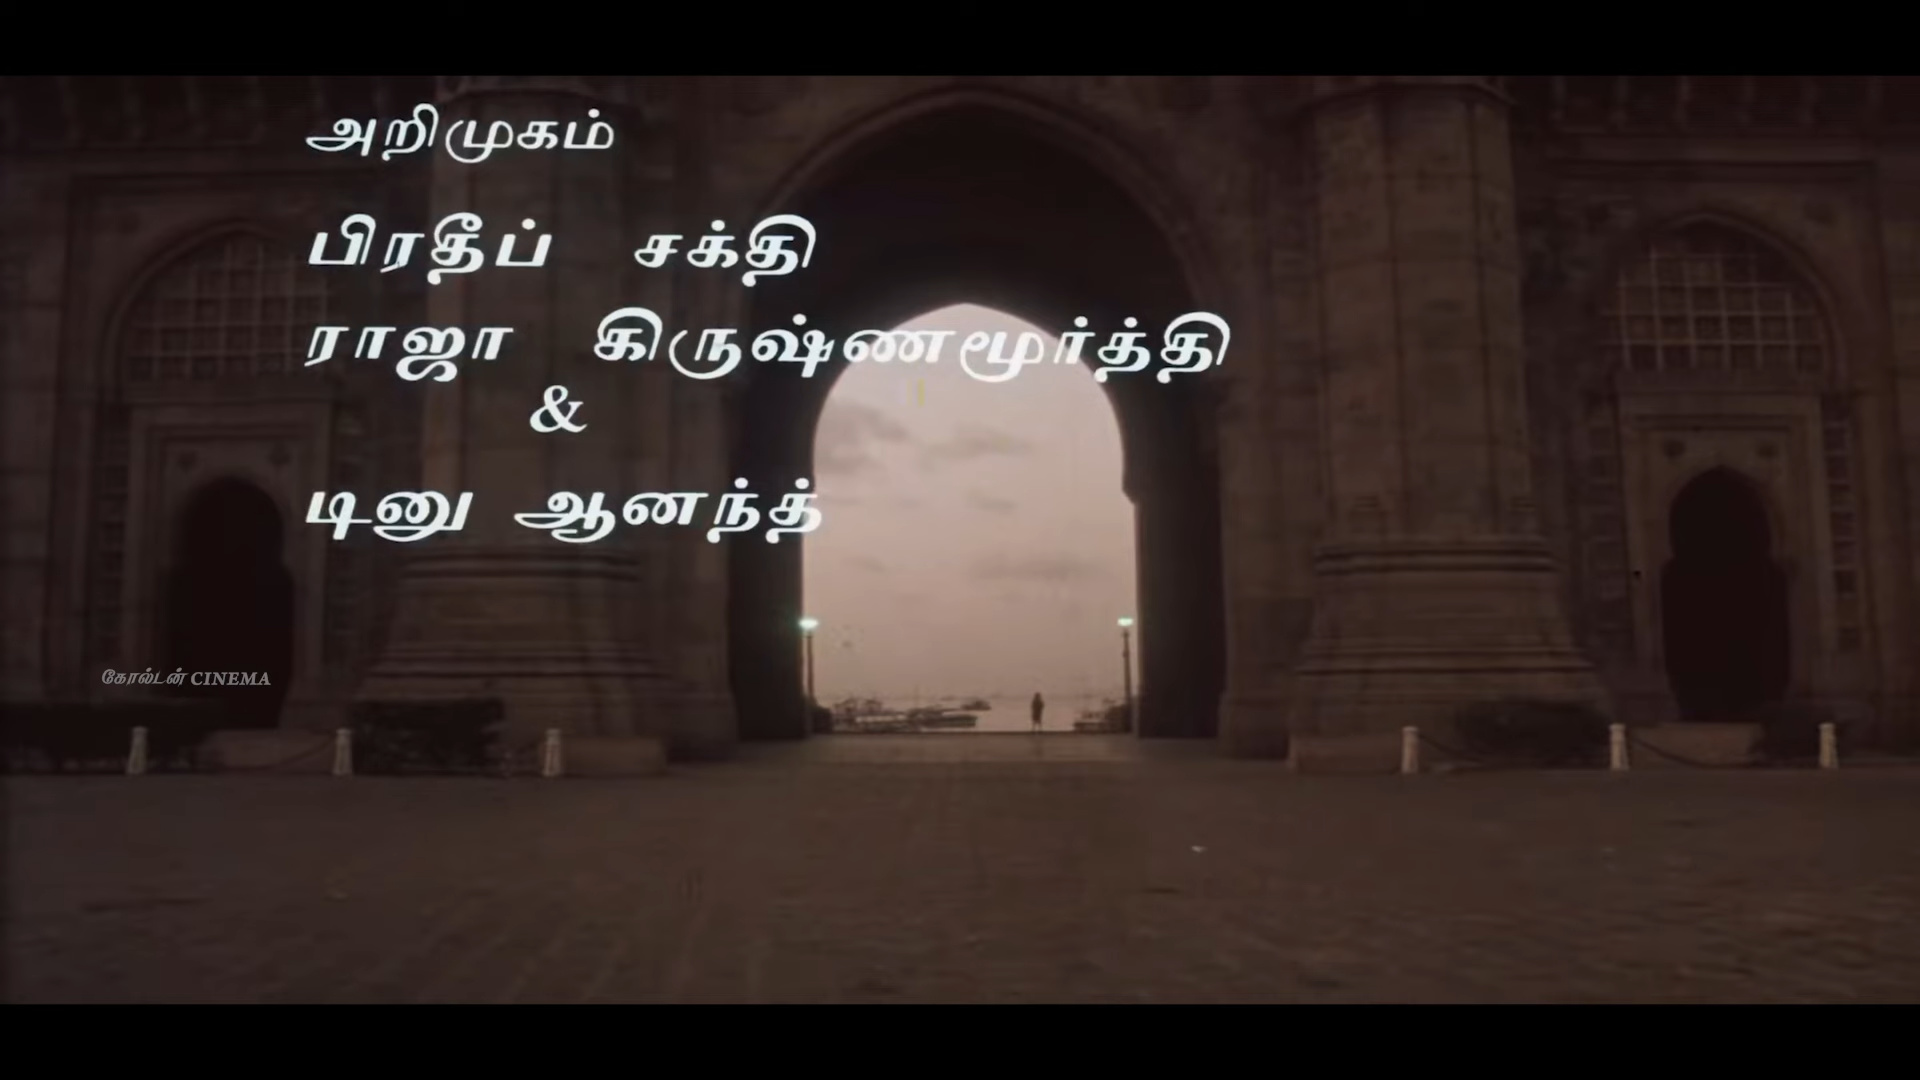 அறிமுகம்
பிரதீப் சக்தி
ராஜா கிருஷ்ணமூர்த்தி
&
டினு ஆனந்த்
கோல்டன் CINEMA